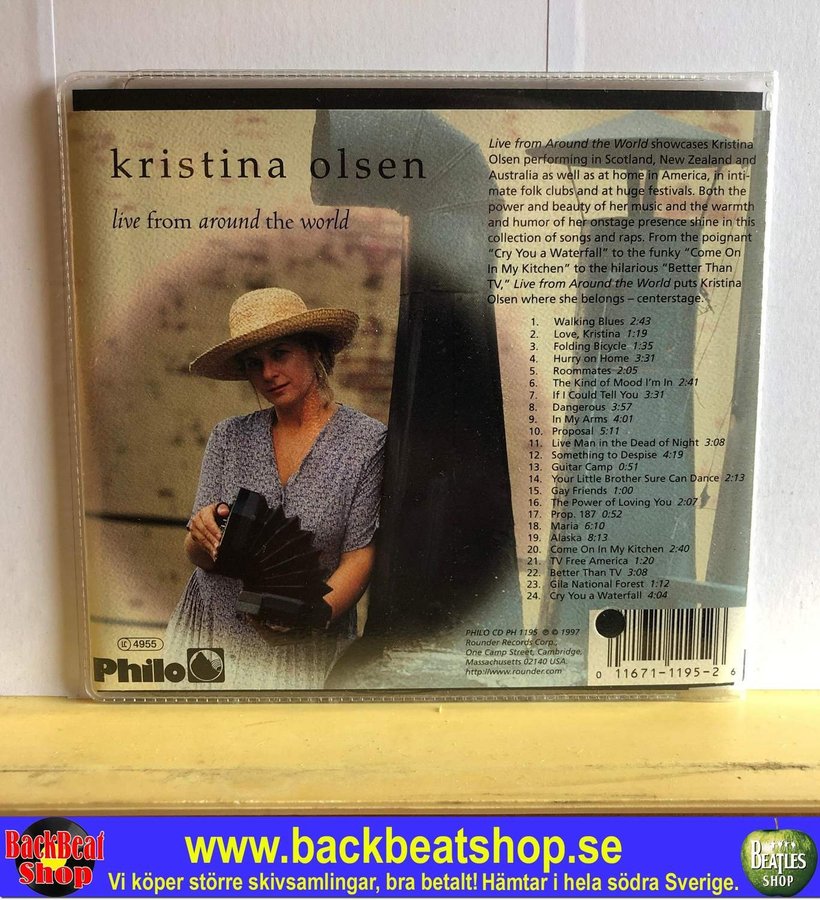 kristina olsen
live from around the world
Live from Around the World showcases Kristina
Olsen performing in Scotland, New Zealand and
Australia as well as at home in America, in inti-
mate folk clubs and at huge festivals. Both the
power and beauty of her music and the warmth
and humor of her onstage presence shine in this
collection of songs and raps. From the poignant
“Cry You a Waterfall” to the funky “Come On
In My Kitchen” to the hilarious “Better Than
TV,” Live from Around the World puts Kristina
Olsen where she belongs – centerstage.
1. Walking Blues 2:43
2. Love, Kristina 1:19
3. Folding Bicycle 1:35
4. Hurry on Home 3:31
5. Roommates 2:05
6. The Kind of Mood I'm In 2:41
7. If I Could Tell You 3:31
8. Dangerous 3:57
9. In My Arms 4:01
10. Proposal 5:11
11. Live Man in the Dead of Night 3:08
12. Something to Despise 4:19
13. Guitar Camp 0:51
14. Your Little Brother Sure Can Dance 2:13
15. Gay Friends 1:00
16. The Power of Loving You 2:07
17. Prop. 187 0:52
18. Maria 6:10
19. Alaska 8:13
20. Come On In My Kitchen 2:40
21. TV Free America 1:20
22. Better Than TV 3:08
23. Gila National Forest 1:12
24. Cry You a Waterfall 4:04
LC 4955
Philo
PHILO CD PH 1195 ℗ © 1997
Rounder Records Corp.,
One Camp Street, Cambridge,
Massachusetts 02140 USA
http://www.rounder.com
0 11671-1195-2 6
BackBeat
Shop
www.backbeatshop.se
Vi köper större skivsamlingar, bra betalt! Hämtar i hela södra Sverige.
BEATLES
SHOP